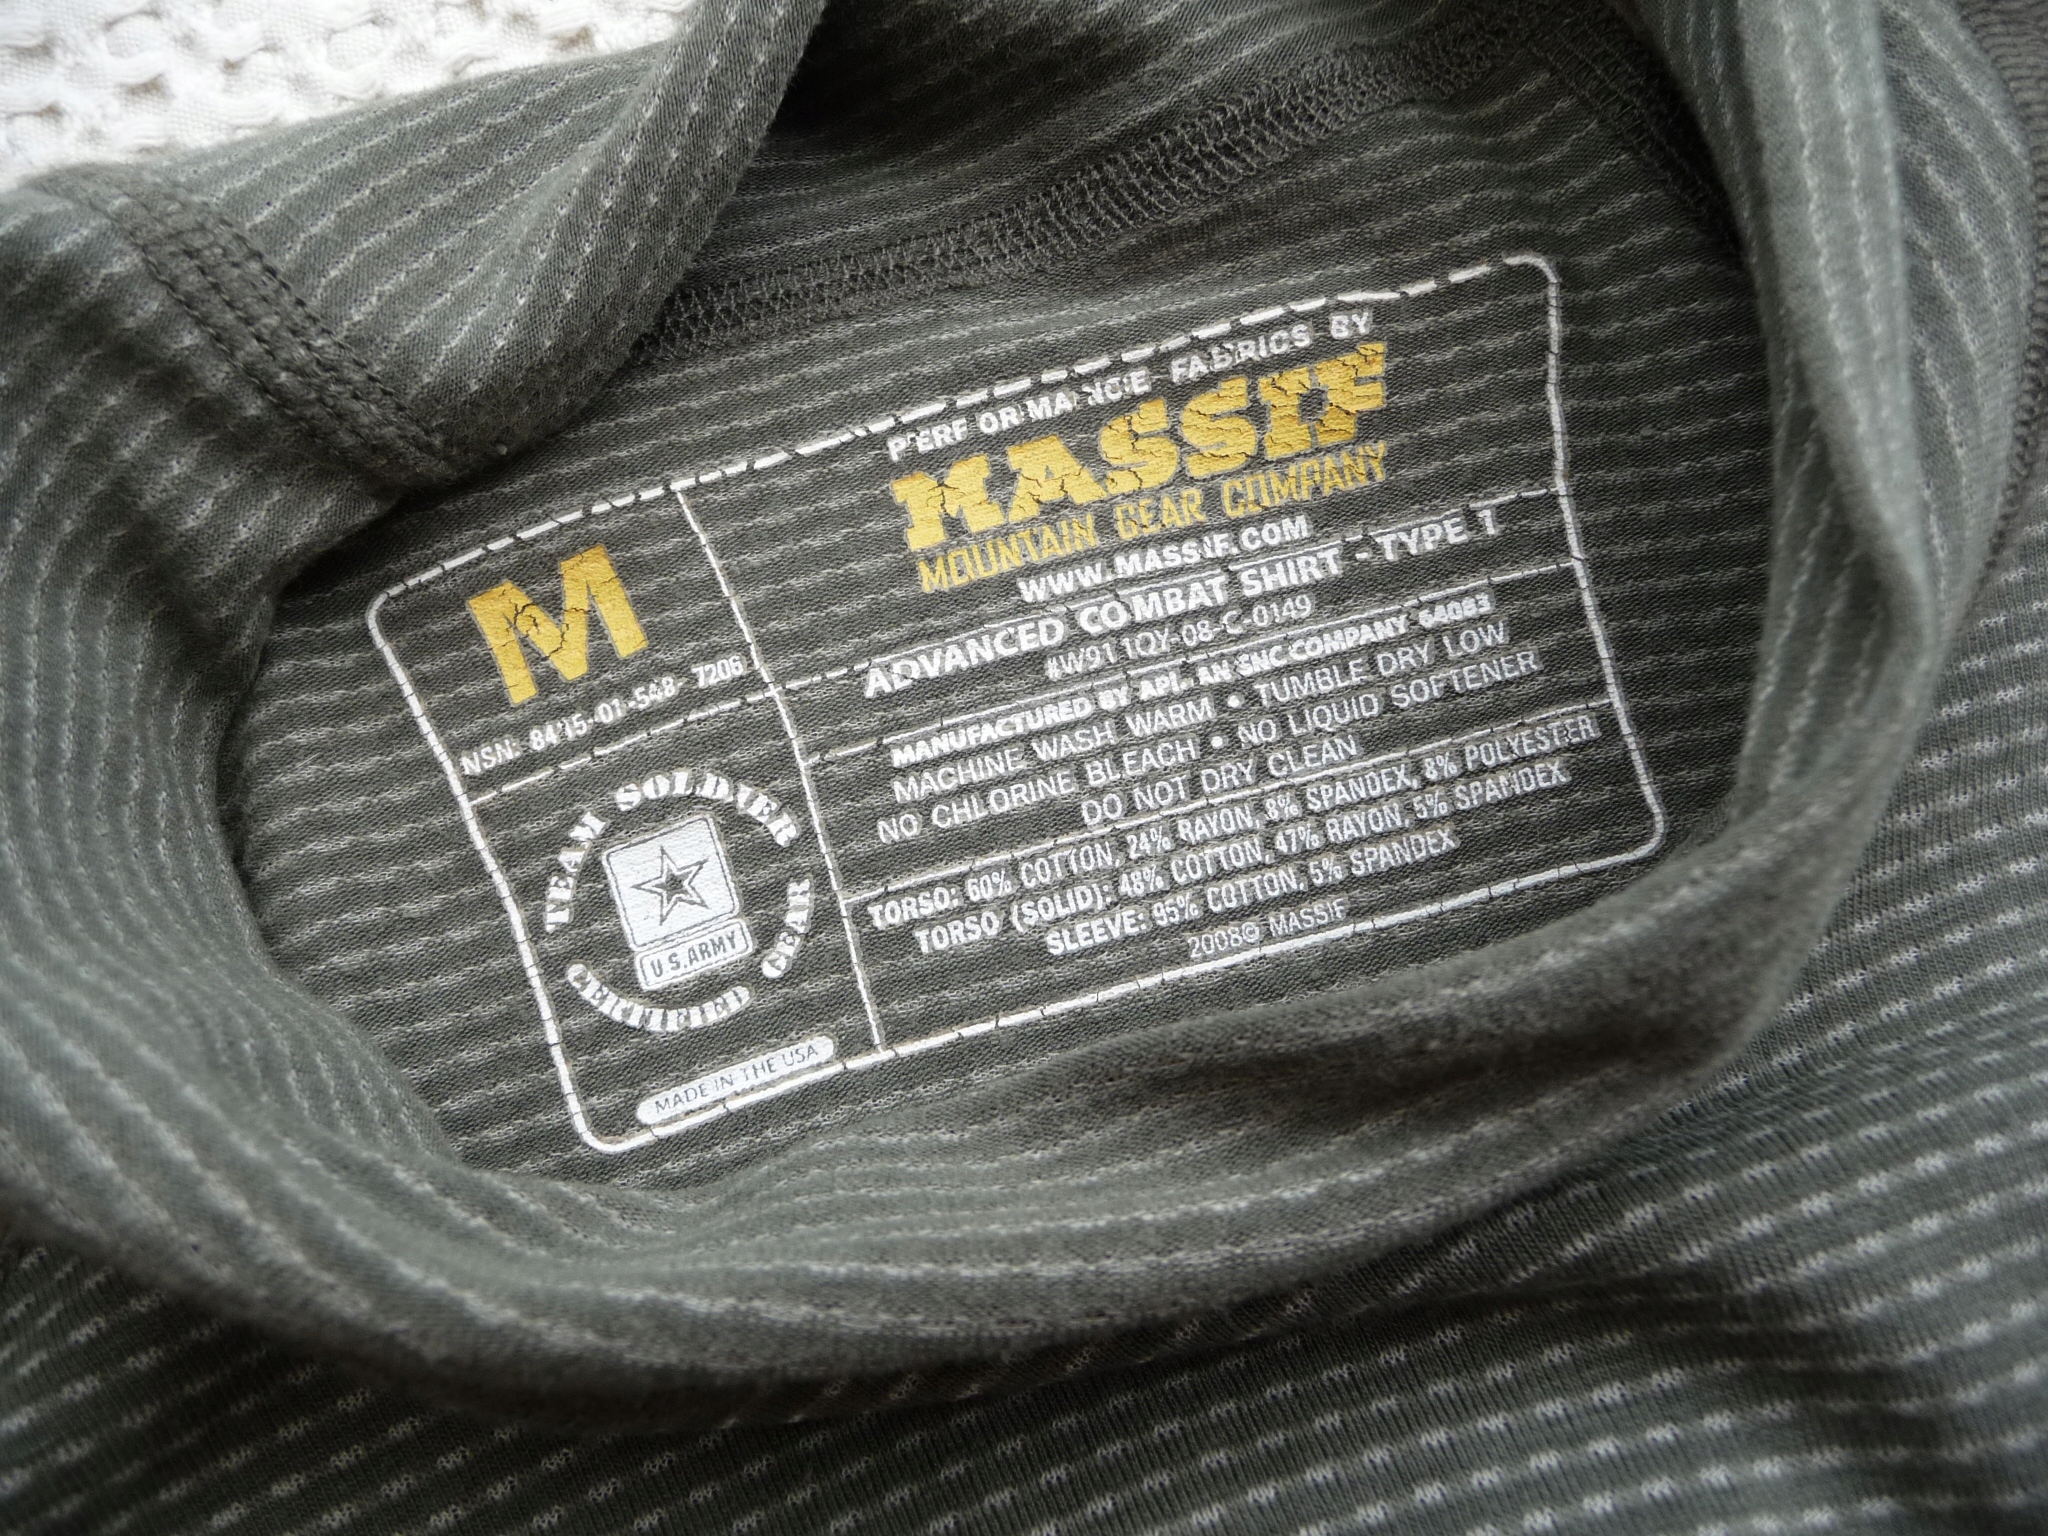 PERFORMANCE FABRICS BY
MASSIF
MOUNTAIN GEAR COMPANY
WWW.MASSIF.COM
ADVANCED COMBAT SHIRT - TYPE 1
#W911QY-08-C-0149
MANUFACTURED BY API. AN SNC COMPANY 64083
MACHINE WASH WARM • TUMBLE DRY LOW
NO CHLORINE BLEACH • NO LIQUID SOFTENER
DO NOT DRY CLEAN
TORSO: 60% COTTON, 24% RAYON, 8% SPANDEX, 8% POLYESTER
TORSO (SOLID): 48% COTTON, 47% RAYON, 5% SPANDEX
SLEEVE: 95% COTTON, 5% SPANDEX
2008© MASSIF
M
NSN: 8415-01-548-7206
TEAM SOLDIER
CERTIFIED GEAR
U.S.ARMY
MADE IN THE USA